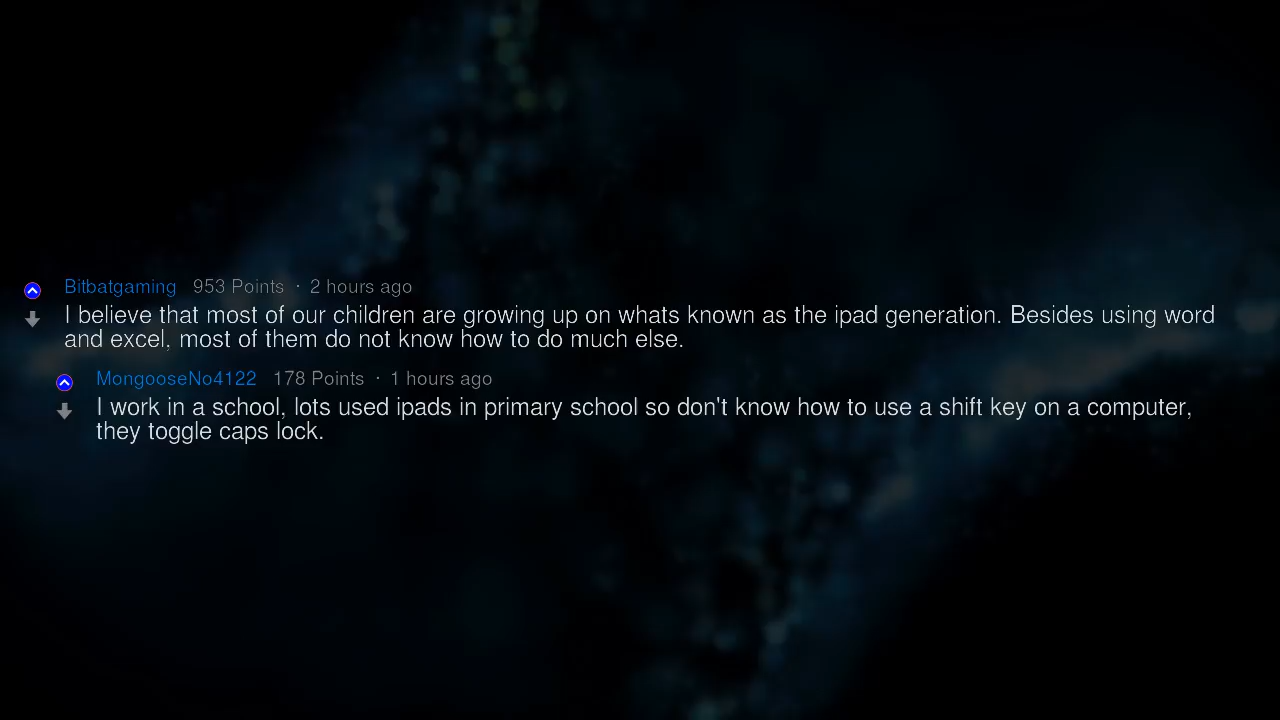 Bitbatgaming 953 Points · 2 hours ago
I believe that most of our children are growing up on whats known as the ipad generation. Besides using word
and excel, most of them do not know how to do much else.
MongooseNo4122 178 Points · 1 hours ago
I work in a school, lots used ipads in primary school so don't know how to use a shift key on a computer,
they toggle caps lock.